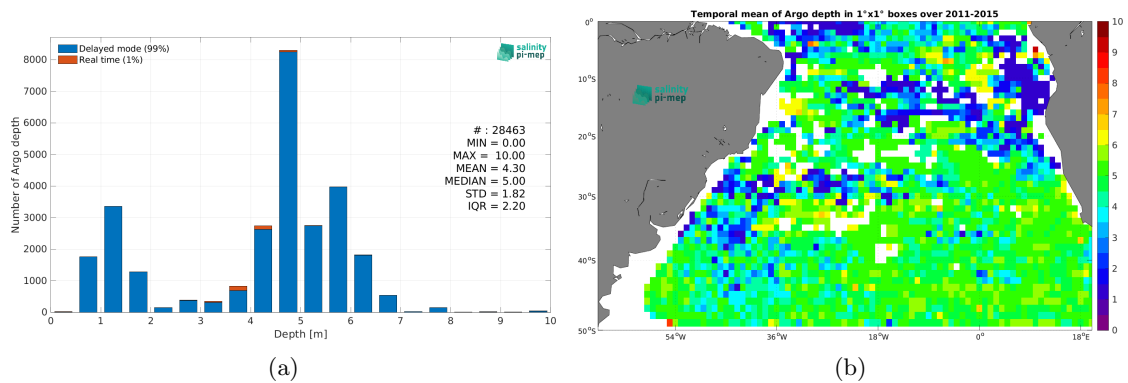 Delayed mode (99%)
Real time (1%)
salinity
pi-mep
# : 28463
MIN = 0.00
MAX = 10.00
MEAN = 4.30
MEDIAN = 5.00
STD = 1.82
IQR = 2.20
Number of Argo depth
8000
7000
6000
5000
4000
3000
2000
1000
0
0 1 2 3 4 5 6 7 8 9 10
Depth [m]
(a)
Temporal mean of Argo depth in 1°x1° boxes over 2011-2015
salinity
pi-mep
0°
10°S
20°S
30°S
40°S
50°S
54°W 36°W 18°W 0° 18°E
10
9
8
7
6
5
4
3
2
1
0
(b)